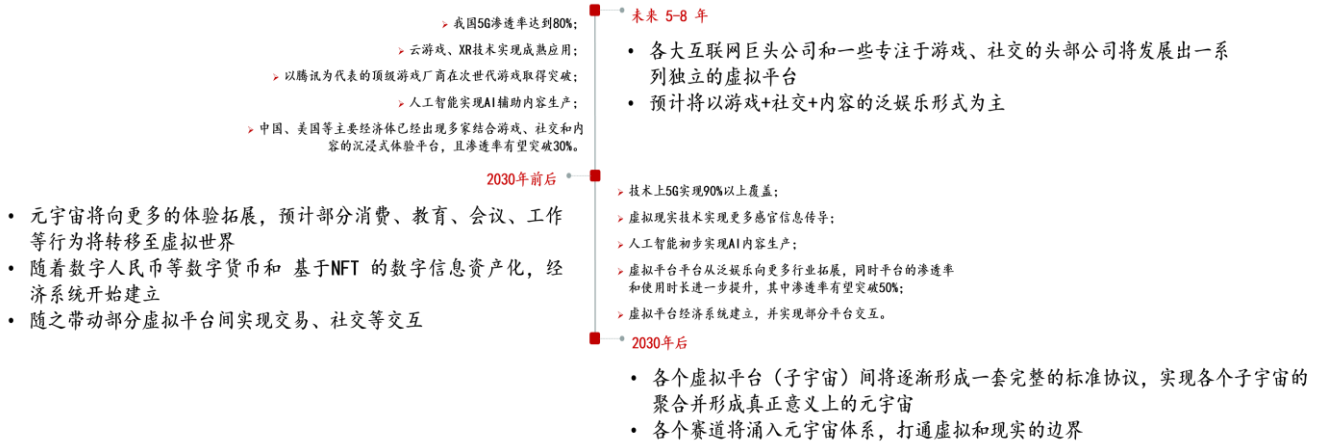 未来 5-8 年
➢ 我国5G渗透率达到80%；
➢ 云游戏、XR技术实现成熟应用；
➢ 以腾讯为代表的顶级游戏厂商在次世代游戏取得突破；
➢ 人工智能实现AI辅助内容生产；
➢ 中国、美国等主要经济体已经出现多家结合游戏、社交和内
容的沉浸式体验平台，且渗透率有望突破30%。
• 各大互联网巨头公司和一些专注于游戏、社交的头部公司将发展出一系
列独立的虚拟平台
• 预计将以游戏+社交+内容的泛娱乐形式为主
2030年前后
• 元宇宙将向更多的体验拓展，预计部分消费、教育、会议、工作
等行为将转移至虚拟世界
• 随着数字人民币等数字货币和 基于NFT 的数字信息资产化，经
济系统开始建立
• 随之带动部分虚拟平台间实现交易、社交等交互
➢ 技术上5G实现90%以上覆盖；
➢ 虚拟现实技术实现更多感官信息传导；
➢ 人工智能初步实现AI内容生产；
➢ 虚拟平台平台从泛娱乐向更多行业拓展，同时平台的渗透率
和使用时长进一步提升，其中渗透率有望突破50%；
➢ 虚拟平台经济系统建立，并实现部分平台交互。
2030年后
• 各个虚拟平台（子宇宙）间将逐渐形成一套完整的标准协议，实现各个子宇宙的
聚合并形成真正意义上的元宇宙
• 各个赛道将涌入元宇宙体系，打通虚拟和现实的边界